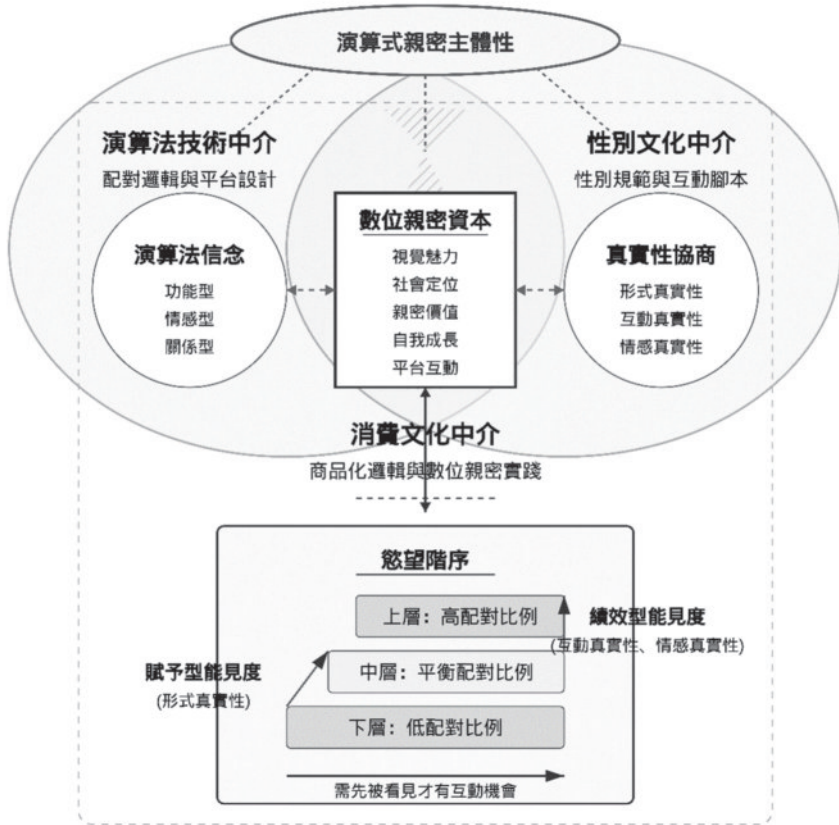 演算式親密主體性
演算法技術中介
配對邏輯與平台設計
性別文化中介
性別規範與互動腳本
演算法信念
功能型
情感型
關係型
數位親密資本
視覺魅力
社會定位
親密價值
自我成長
平台互動
真實性協商
形式真實性
互動真實性
情感真實性
消費文化中介
商品化邏輯與數位親密實踐
慾望階序
上層：高配對比例
績效型能見度
(互動真實性、情感真實性)
賦予型能見度
(形式真實性)
中層：平衡配對比例
下層：低配對比例
需先被看見才有互動機會